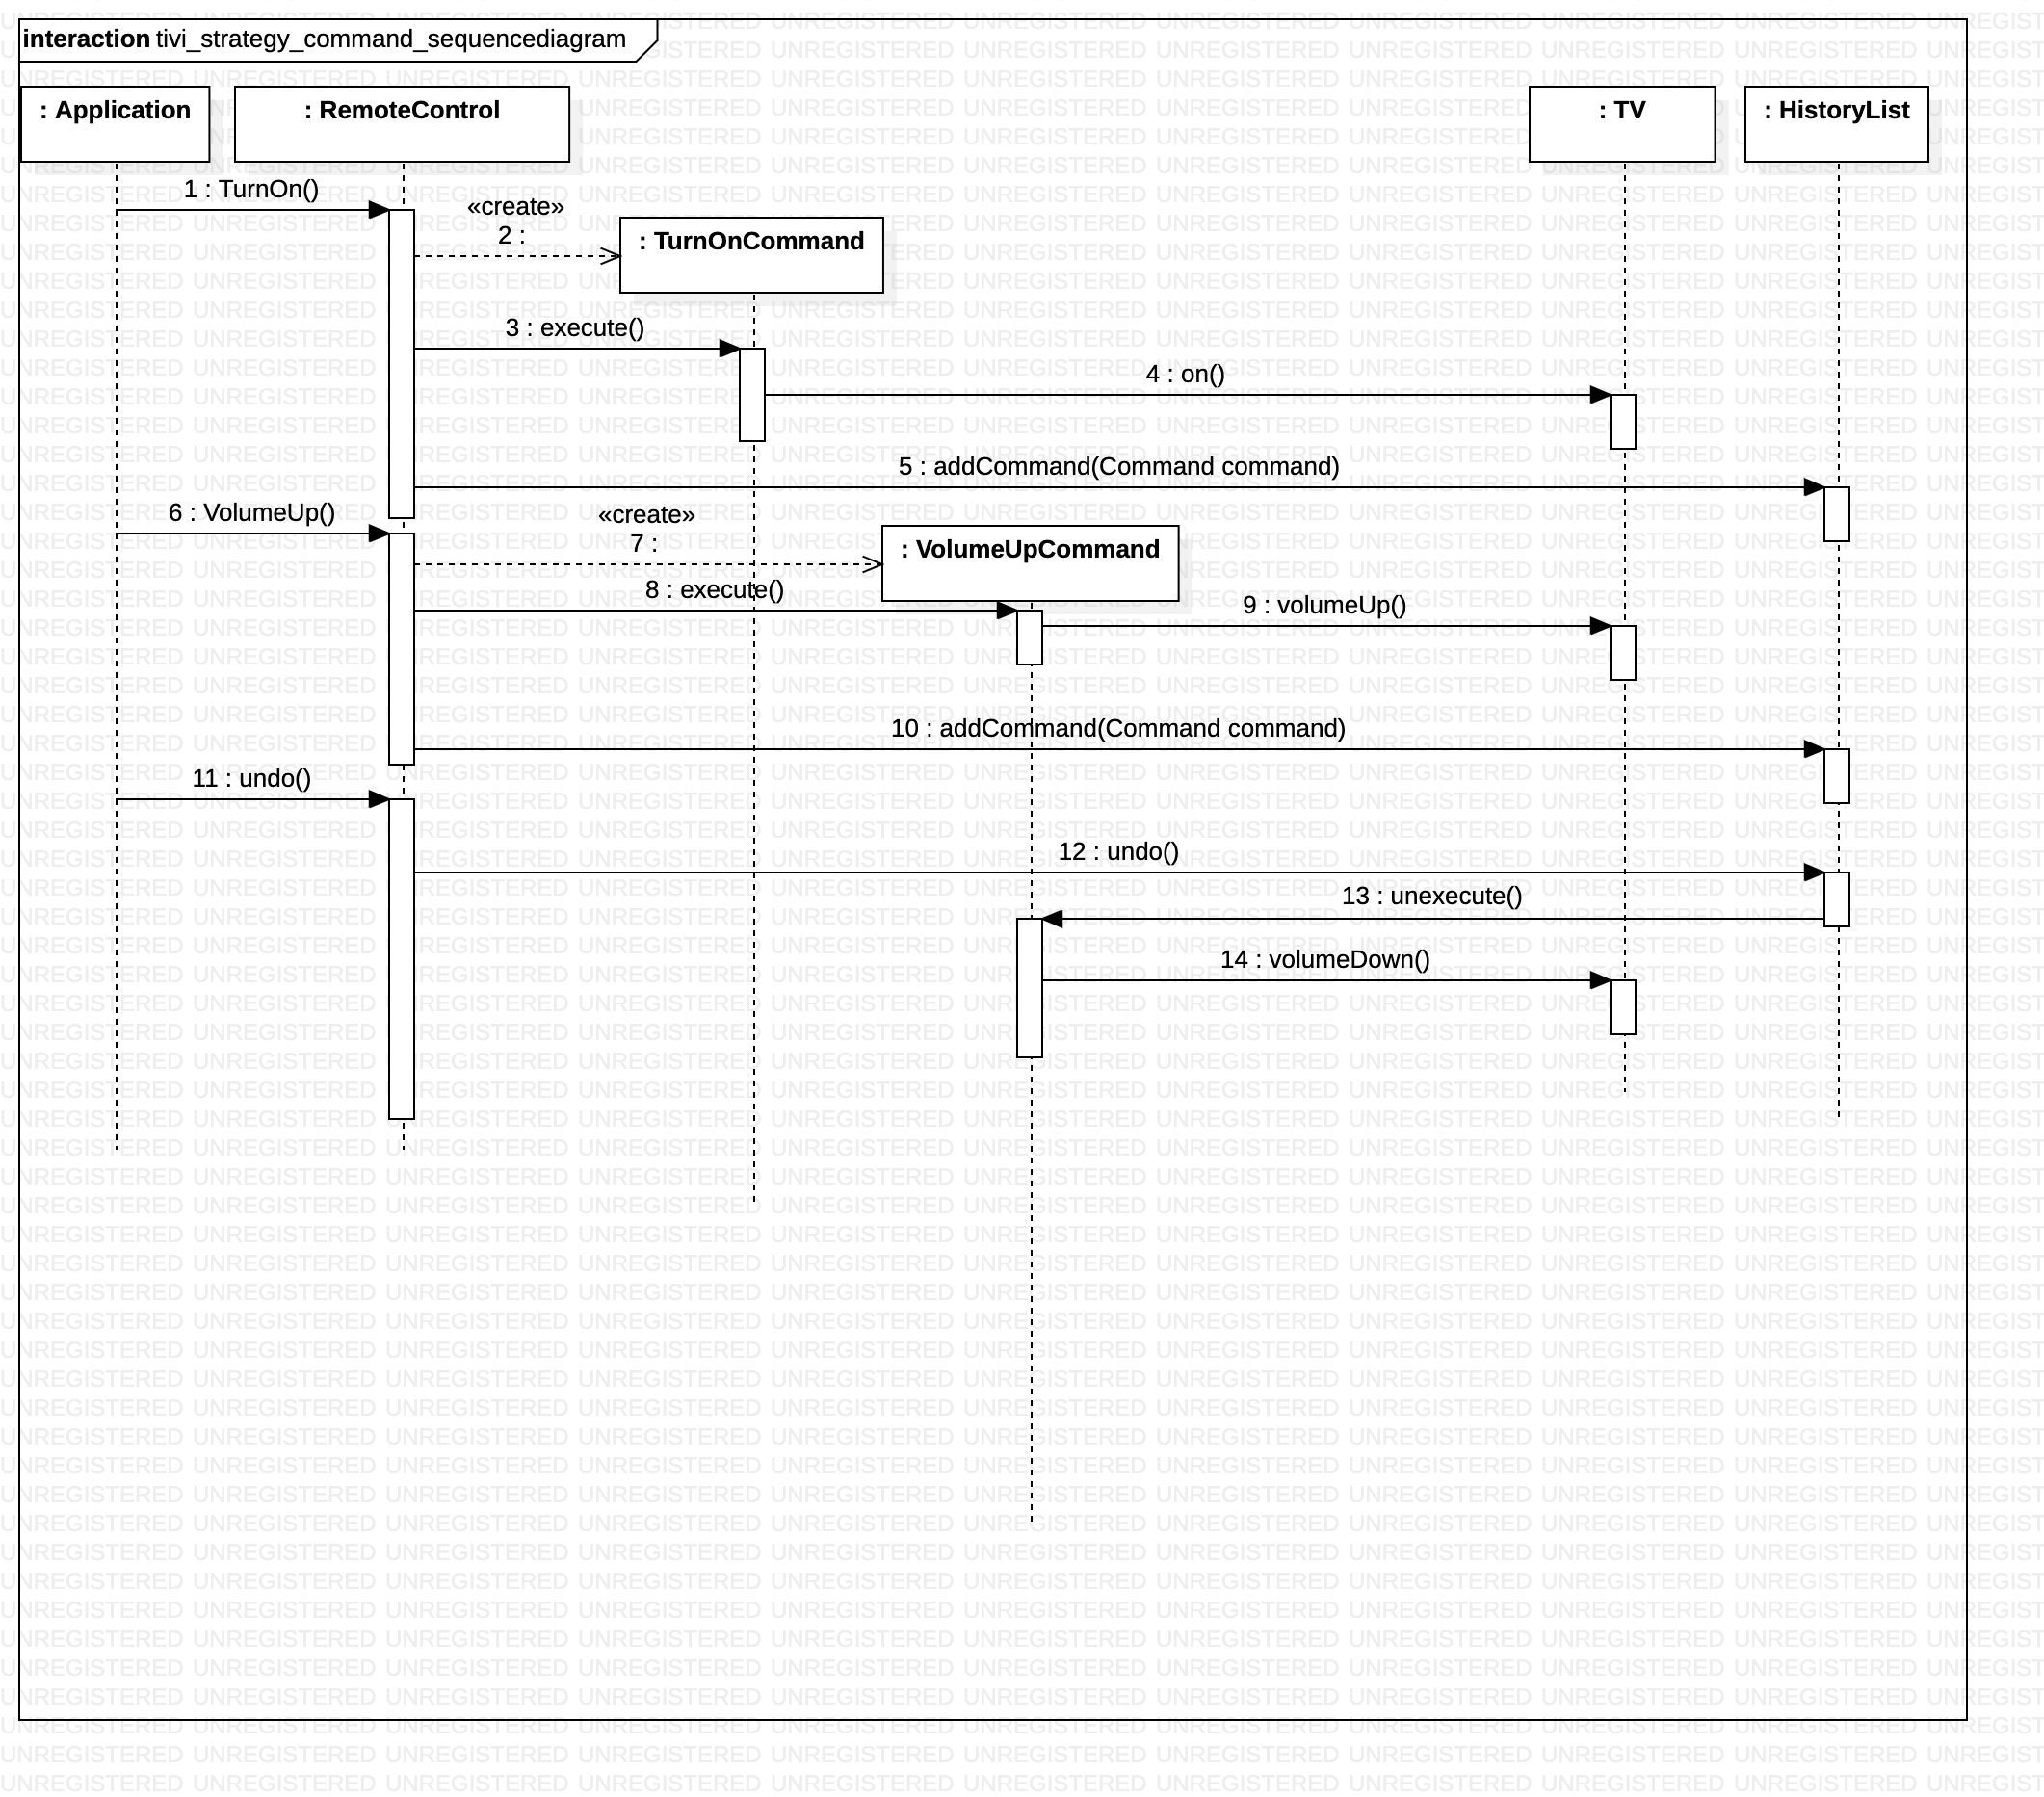 interaction tivi_strategy_command_sequencediagram
: Application
: RemoteControl
: TV
: HistoryList
1 : TurnOn()
«create»
2 :
: TurnOnCommand
3 : execute()
4 : on()
5 : addCommand(Command command)
6 : VolumeUp()
«create»
7 :
: VolumeUpCommand
8 : execute()
9 : volumeUp()
10 : addCommand(Command command)
11 : undo()
12 : undo()
13 : unexecute()
14 : volumeDown()
UNREGISTERED